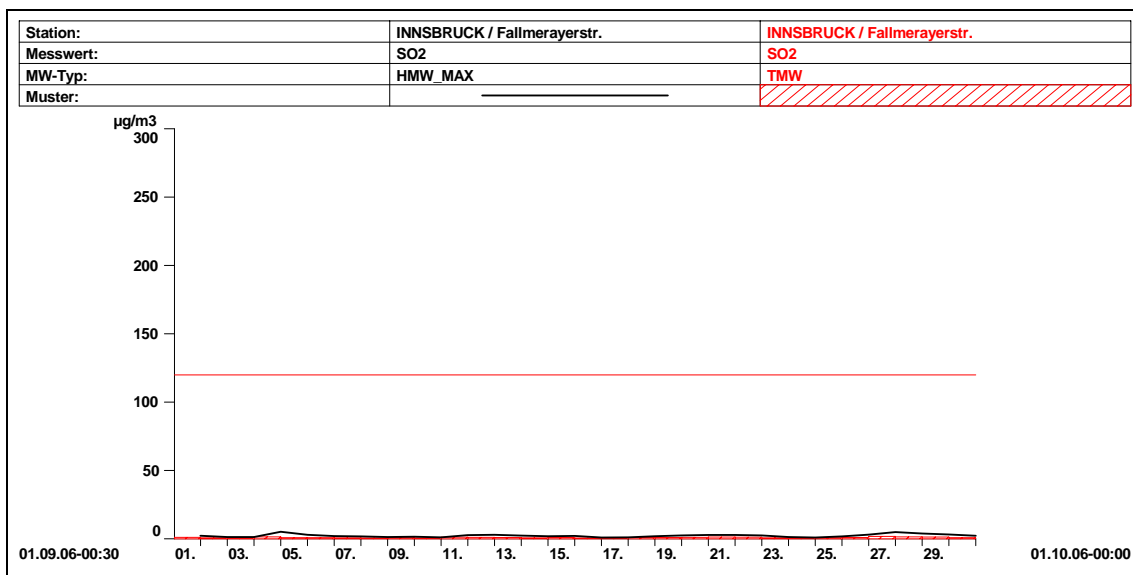 Station: INNSBRUCK / Fallmerayerstr. INNSBRUCK / Fallmerayerstr.
Messwert: SO2 SO2
MW-Typ: HMW_MAX TMW
Muster:
µg/m3
300
250
200
150
100
50
0
01.09.06-00:30 01. 03. 05. 07. 09. 11. 13. 15. 17. 19. 21. 23. 25. 27. 29. 01.10.06-00:00